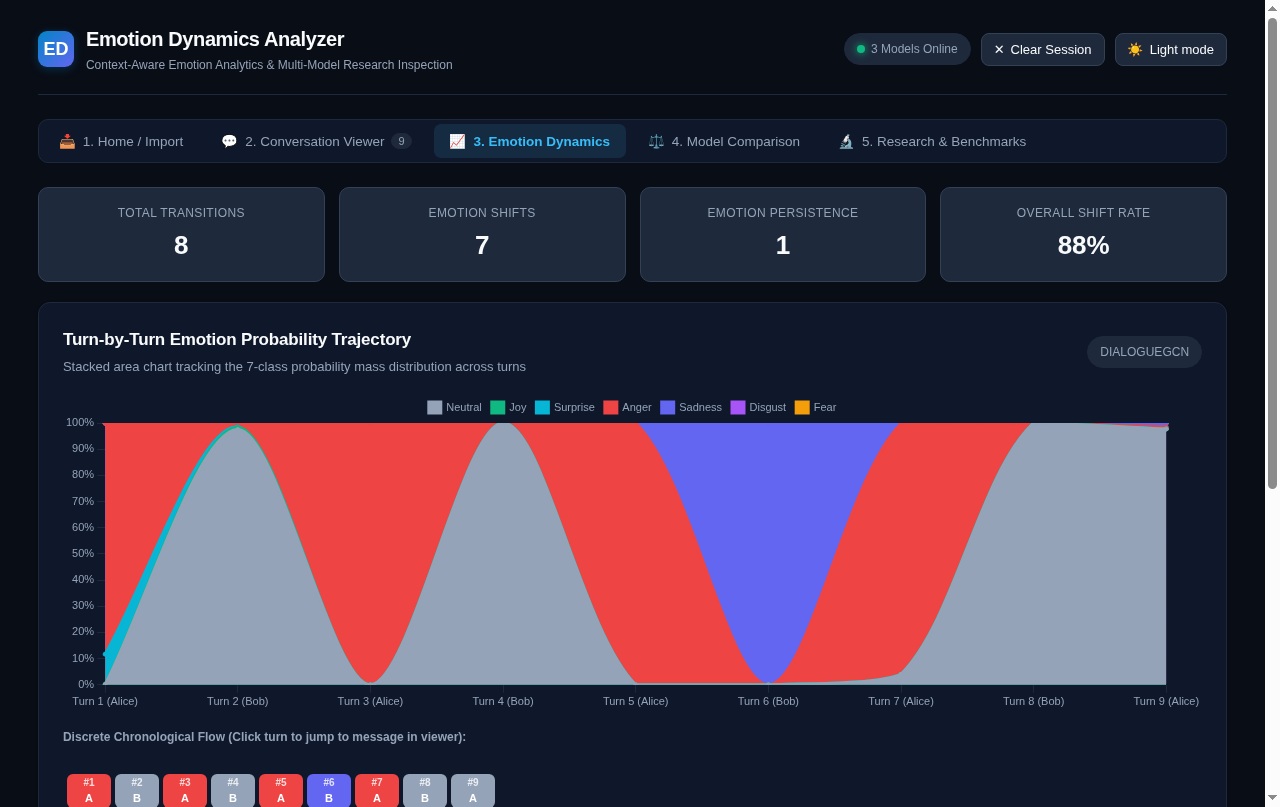 ED
Emotion Dynamics Analyzer
Context-Aware Emotion Analytics & Multi-Model Research Inspection
3 Models Online
✕ Clear Session
☀️ Light mode
📥 1. Home / Import
💬 2. Conversation Viewer 9
📈 3. Emotion Dynamics
⚖️ 4. Model Comparison
🔬 5. Research & Benchmarks
TOTAL TRANSITIONS
8
EMOTION SHIFTS
7
EMOTION PERSISTENCE
1
OVERALL SHIFT RATE
88%
Turn-by-Turn Emotion Probability Trajectory
Stacked area chart tracking the 7-class probability mass distribution across turns
DIALOGUEGCN
Neutral Joy Surprise Anger Sadness Disgust Fear
100%
90%
80%
70%
60%
50%
40%
30%
20%
10%
0%
Turn 1 (Alice) Turn 2 (Bob) Turn 3 (Alice) Turn 4 (Bob) Turn 5 (Alice) Turn 6 (Bob) Turn 7 (Alice) Turn 8 (Bob) Turn 9 (Alice)
Discrete Chronological Flow (Click turn to jump to message in viewer):
#1 #2 #3 #4 #5 #6 #7 #8 #9
A B A B A B A B A